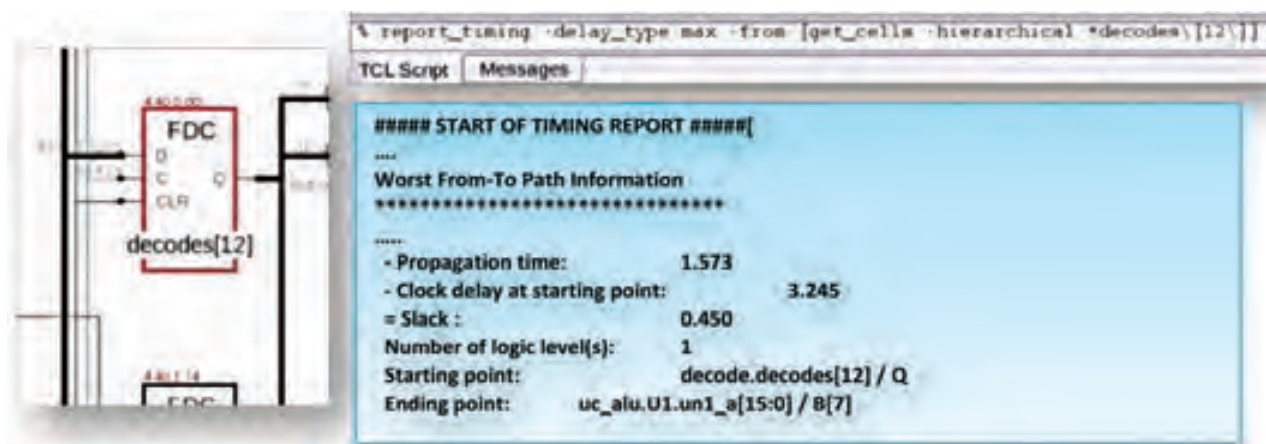 % report_timing -delay_type max -from [get_cells -hierarchical *decodes\[12\]]
TCL Script Messages
FDC
D
C Q
CLR
decodes[12]
FDC
##### START OF TIMING REPORT #####[
....
Worst From-To Path Information
*******************************
.....
- Propagation time: 1.573
- Clock delay at starting point: 3.245
= Slack : 0.450
Number of logic level(s): 1
Starting point: decode.decodes[12] / Q
Ending point: uc_alu.U1.un1_a[15:0] / B[7]